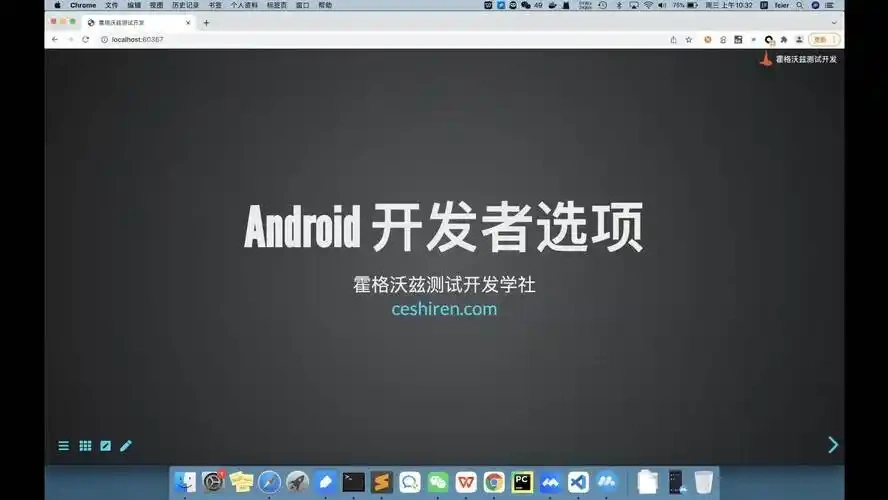 Chrome 文件 编辑 视图 历史记录 书签 个人资料 标签页 窗口 帮助
49 75% 周三 上午10:32 feier
霍格沃兹测试开发
localhost:60367
更新
霍格沃兹测试开发
Android 开发者选项
霍格沃兹测试开发学社
ceshiren.com
PC